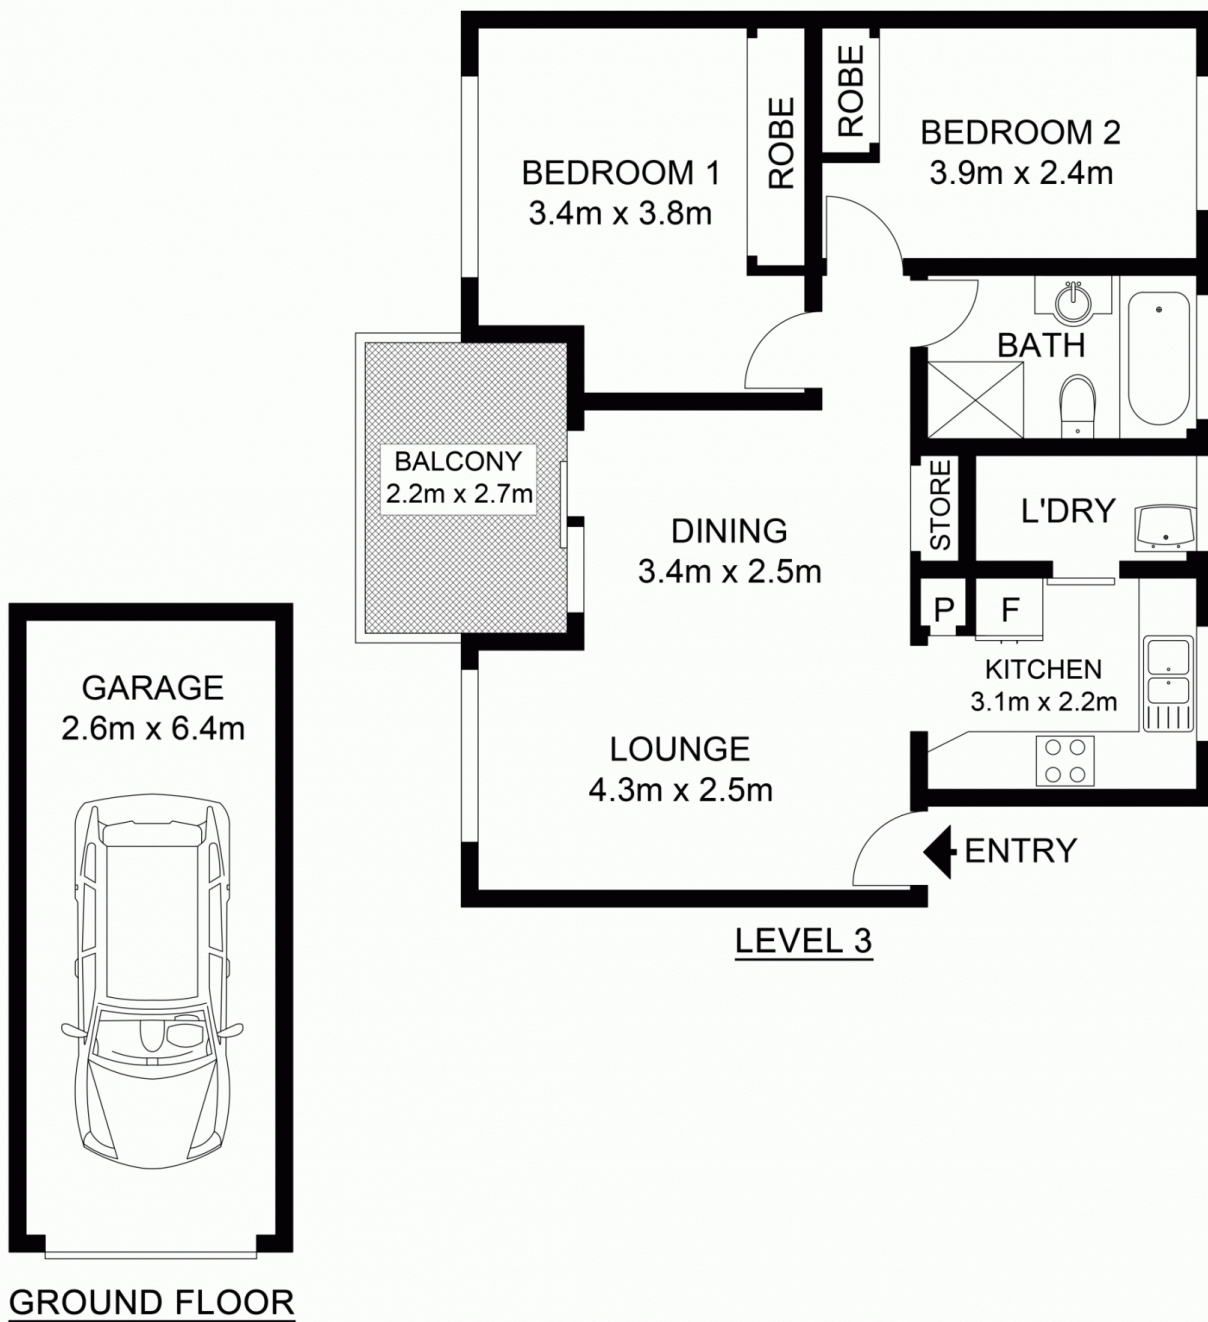 ROBE
ROBE
BEDROOM 1
3.4m x 3.8m
BEDROOM 2
3.9m x 2.4m
BATH
BALCONY
2.2m x 2.7m
DINING
3.4m x 2.5m
STORE
L'DRY
P
F
KITCHEN
3.1m x 2.2m
LOUNGE
4.3m x 2.5m
ENTRY
LEVEL 3
GARAGE
2.6m x 6.4m
GROUND FLOOR